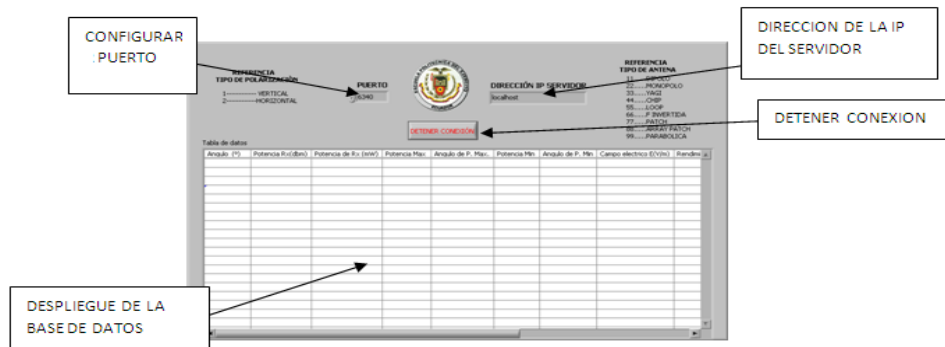 CONFIGURAR
PUERTO
DIRECCION DE LA IP
DEL SERVIDOR
DETENER CONEXION
DESPLIEGUE DE LA
BASE DE DATOS
REFERENCIA
TIPO DE POLARIZACIÓN
1--------- VERTICAL
2---------HORIZONTAL
PUERTO
6340
DIRECCIÓN IP SERVIDOR
localhost
DETENER CONEXIÓN
REFERENCIA
TIPO DE ANTENA
11.....DIPOLO
22.....MONOPOLO
33.....YAGI
44.....CHIP
55.....LOOP
66.....F INVERTIDA
77.....PATCH
88.....ARRAY PATCH
99.....PARABOLICA
Tabla de datos
Angulo (º) Potencia Rx(dbm) Potencia de Rx (mW) Potencia Max Angulo de P. Max. Potencia Min Angulo de P. Min Campo electrico E(V/m) Rendime